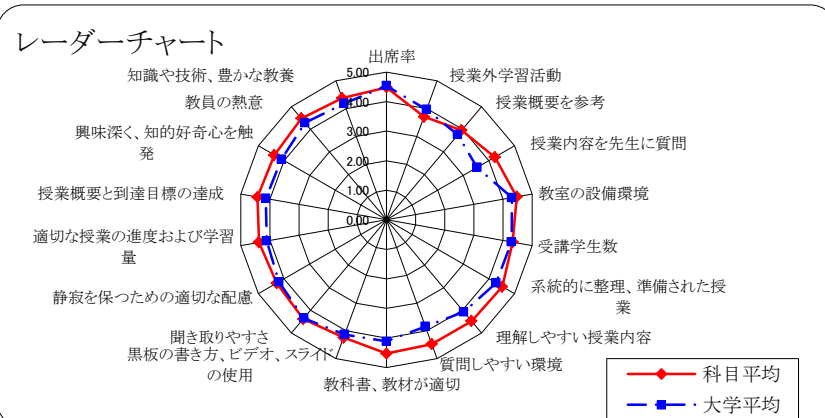 レーダーチャート
出席率
授業外学習活動
授業概要を参考
授業内容を先生に質問
教室の設備環境
受講学生数
系統的に整理、準備された授
業
理解しやすい授業内容
質問しやすい環境
教科書、教材が適切
黒板の書き方、ビデオ、スライド
の使用
聞き取りやすさ
静寂を保つための適切な配慮
適切な授業の進度および学習
量
授業概要と到達目標の達成
興味深く、知的好奇心を触
発
教員の熱意
知識や技術、豊かな教養
5.00
4.00
3.00
2.00
1.00
0.00
科目平均
大学平均